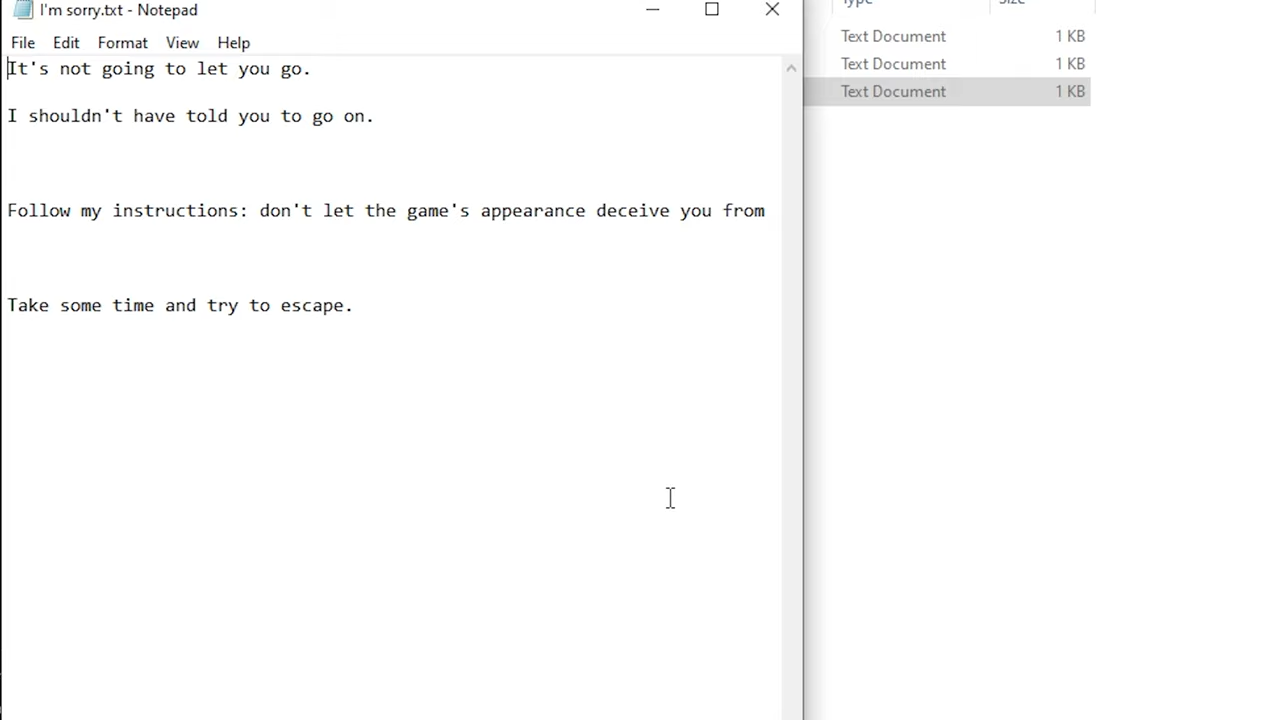 I'm sorry.txt - Notepad
File Edit Format View Help
It's not going to let you go.
I shouldn't have told you to go on.
Follow my instructions: don't let the game's appearance deceive you from
Take some time and try to escape.
Type Size
Text Document 1 KB
Text Document 1 KB
Text Document 1 KB